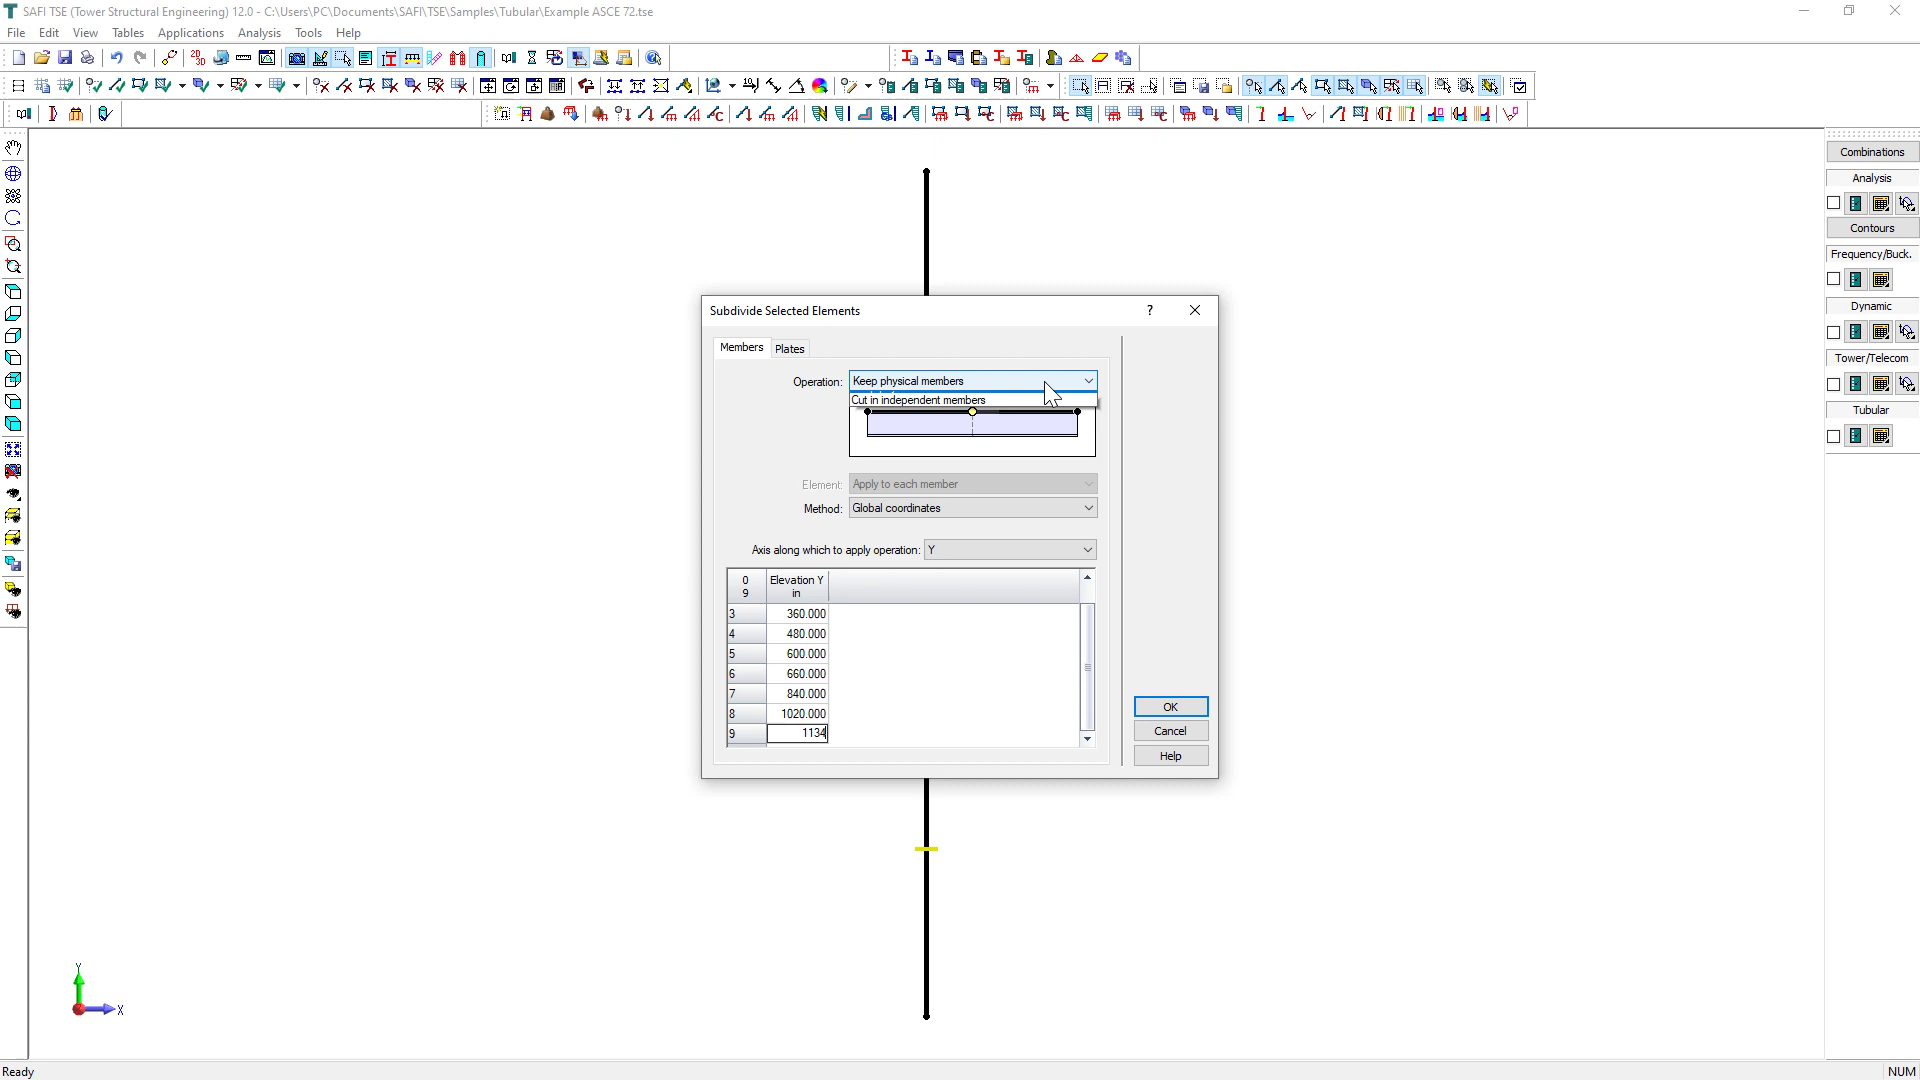 SAFI TSE (Tower Structural Engineering) 12.0 - C:\Users\PC\Documents\SAFI\TSE\Samples\Tubular\Example ASCE 72.tse
File Edit View Tables Applications Analysis Tools Help
Combinations
Analysis
Contours
Frequency/Buck.
Dynamic
Tower/Telecom
Tubular
Subdivide Selected Elements
?
Members Plates
Operation: Keep physical members
Cut in independent members
Element: Apply to each member
Method: Global coordinates
Axis along which to apply operation: Y
0 Elevation Y
9 in
3 360.000
4 480.000
5 600.000
6 660.000
7 840.000
8 1020.000
9 1134
OK
Cancel
Help
Y
X
Ready NUM